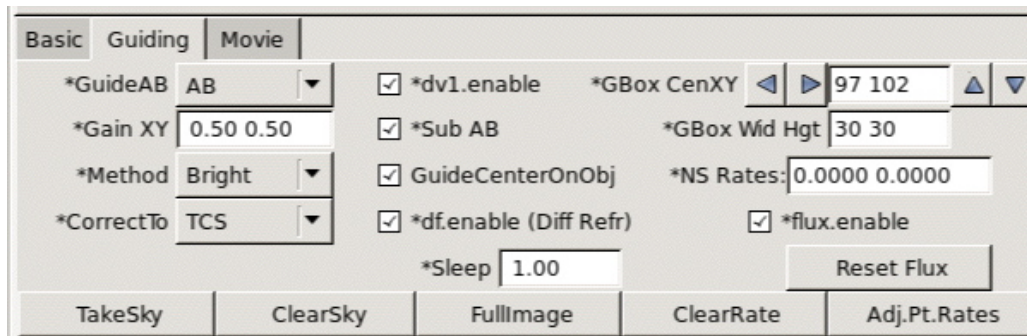 Basic Guiding Movie
*GuideAB AB *dv1.enable *GBox CenXY 97 102
*Gain XY 0.50 0.50 *Sub AB *GBox Wid Hgt 30 30
*Method Bright GuideCenterOnObj *NS Rates: 0.0000 0.0000
*CorrectTo TCS *df.enable (Diff Refr) *flux.enable
*Sleep 1.00 Reset Flux
TakeSky ClearSky FullImage ClearRate Adj.Pt.Rates